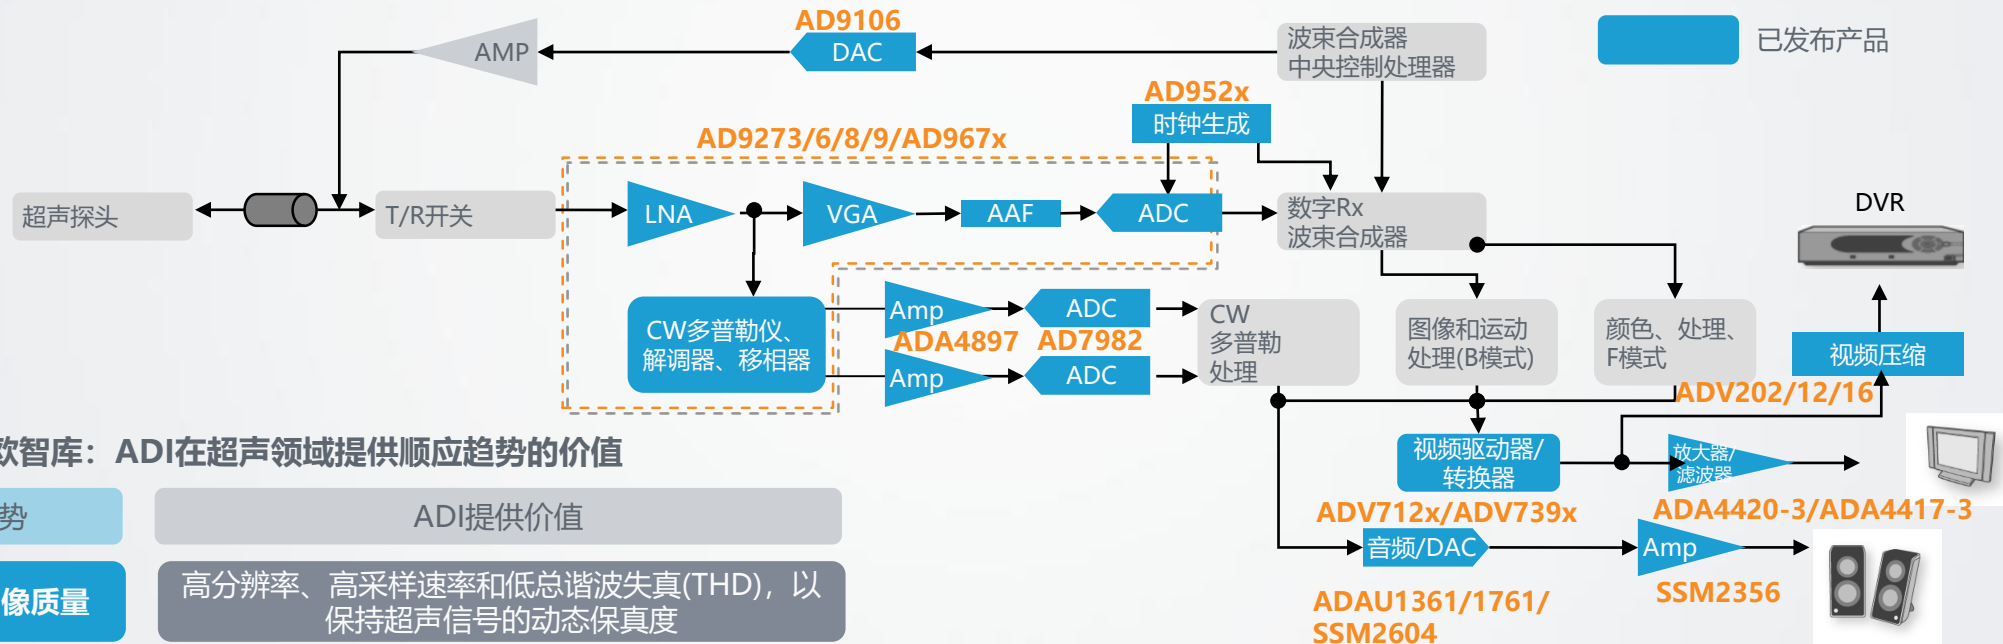 AD9106
AMP
DAC
波束合成器
中央控制处理器
已发布产品
AD952x
时钟生成
AD9273/6/8/9/AD967x
超声探头
T/R开关
LNA
VGA
AAF
ADC
数字Rx
波束合成器
DVR
CW多普勒仪、
解调器、移相器
Amp
ADC
ADA4897
AD7982
Amp
ADC
CW
多普勒
处理
图像和运动
处理(B模式)
颜色、处理、
F模式
视频压缩
ADV202/12/16
视频驱动器/
转换器
放大器/
滤波器
ADV712x/ADV739x
ADA4420-3/ADA4417-3
音频/DAC
Amp
ADAU1361/1761/
SSM2604
SSM2356
欧智库：ADI在超声领域提供顺应趋势的价值
势
ADI提供价值
像质量
高分辨率、高采样速率和低总谐波失真(THD)，以
保持超声信号的动态保真度